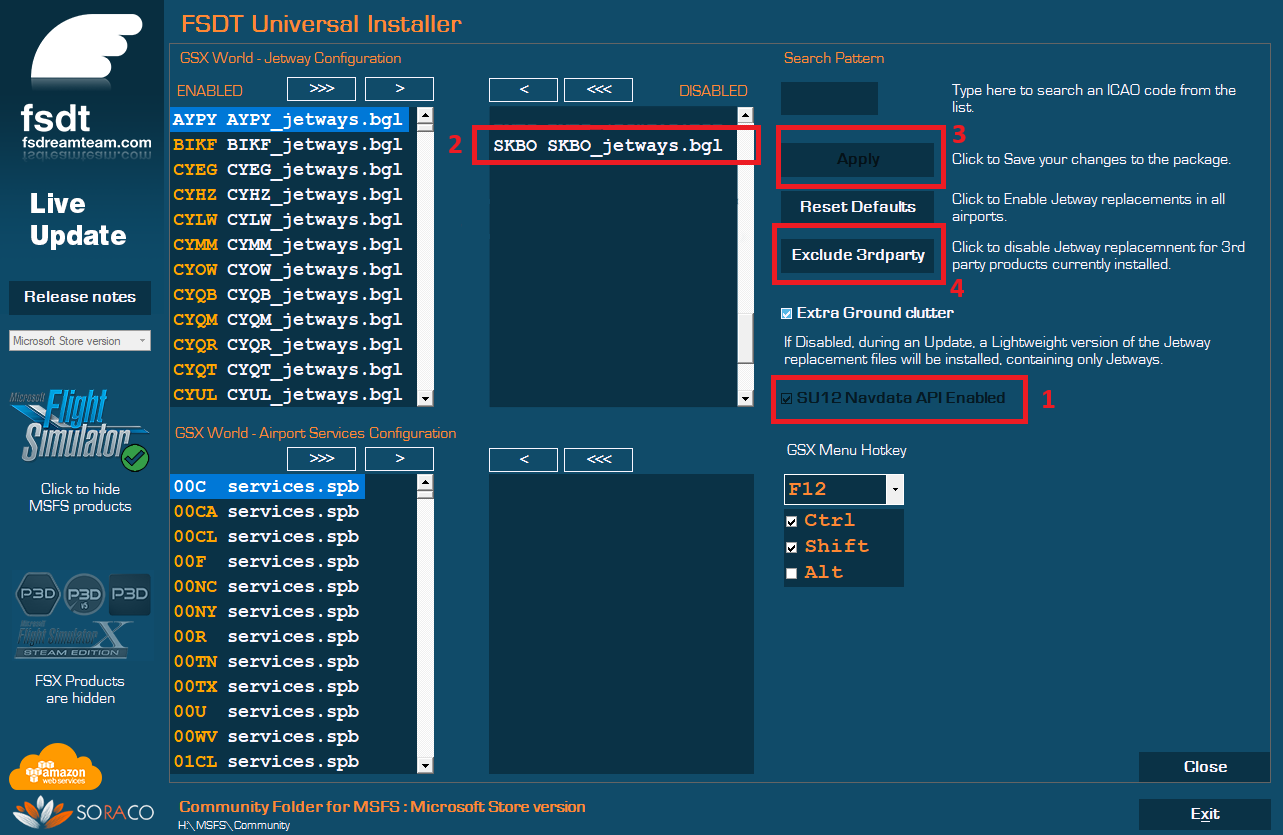 FSDT Universal Installer
fsdt
fsdreamteam.com
Live
Update
Release notes
Microsoft Store version
Microsoft
Flight
Simulator
Click to hide
MSFS products
P3D P3D v5 P3D
Microsoft
Flight Simulator X
STEAM EDITION
FSX Products
are hidden
amazon
web services
SORACO
GSX World - Jetway Configuration
ENABLED >>> >
< <<< DISABLED
AYPY AYPY_jetways.bgl
BIKF BIKF_jetways.bgl
CYEG CYEG_jetways.bgl
CYHZ CYHZ_jetways.bgl
CYLW CYLW_jetways.bgl
CYMM CYMM_jetways.bgl
CYOW CYOW_jetways.bgl
CYQB CYQB_jetways.bgl
CYQM CYQM_jetways.bgl
CYQR CYQR_jetways.bgl
CYQT CYQT_jetways.bgl
CYUL CYUL_jetways.bgl
2
SKBO SKBO_jetways.bgl
Search Pattern
Type here to search an ICAO code from the
list.
3
Apply
Click to Save your changes to the package.
Reset Defaults
Click to Enable Jetway replacements in all
airports.
Exclude 3rdparty
Click to disable Jetway replacemnent for 3rd
party products currently installed.
4
Extra Ground clutter
If Disabled, during an Update, a Lightweight version of the Jetway
replacement files will be installed, containing only Jetways.
SU12 Navdata API Enabled
1
GSX World - Airport Services Configuration
>>> >
< <<<
00C services.spb
00CA services.spb
00CL services.spb
00F services.spb
00NC services.spb
00NY services.spb
00R services.spb
00TN services.spb
00TX services.spb
00U services.spb
00WV services.spb
01CL services.spb
GSX Menu Hotkey
F12
Ctrl
Shift
Alt
Close
Community Folder for MSFS : Microsoft Store version
H:\MSFS\Community
Exit